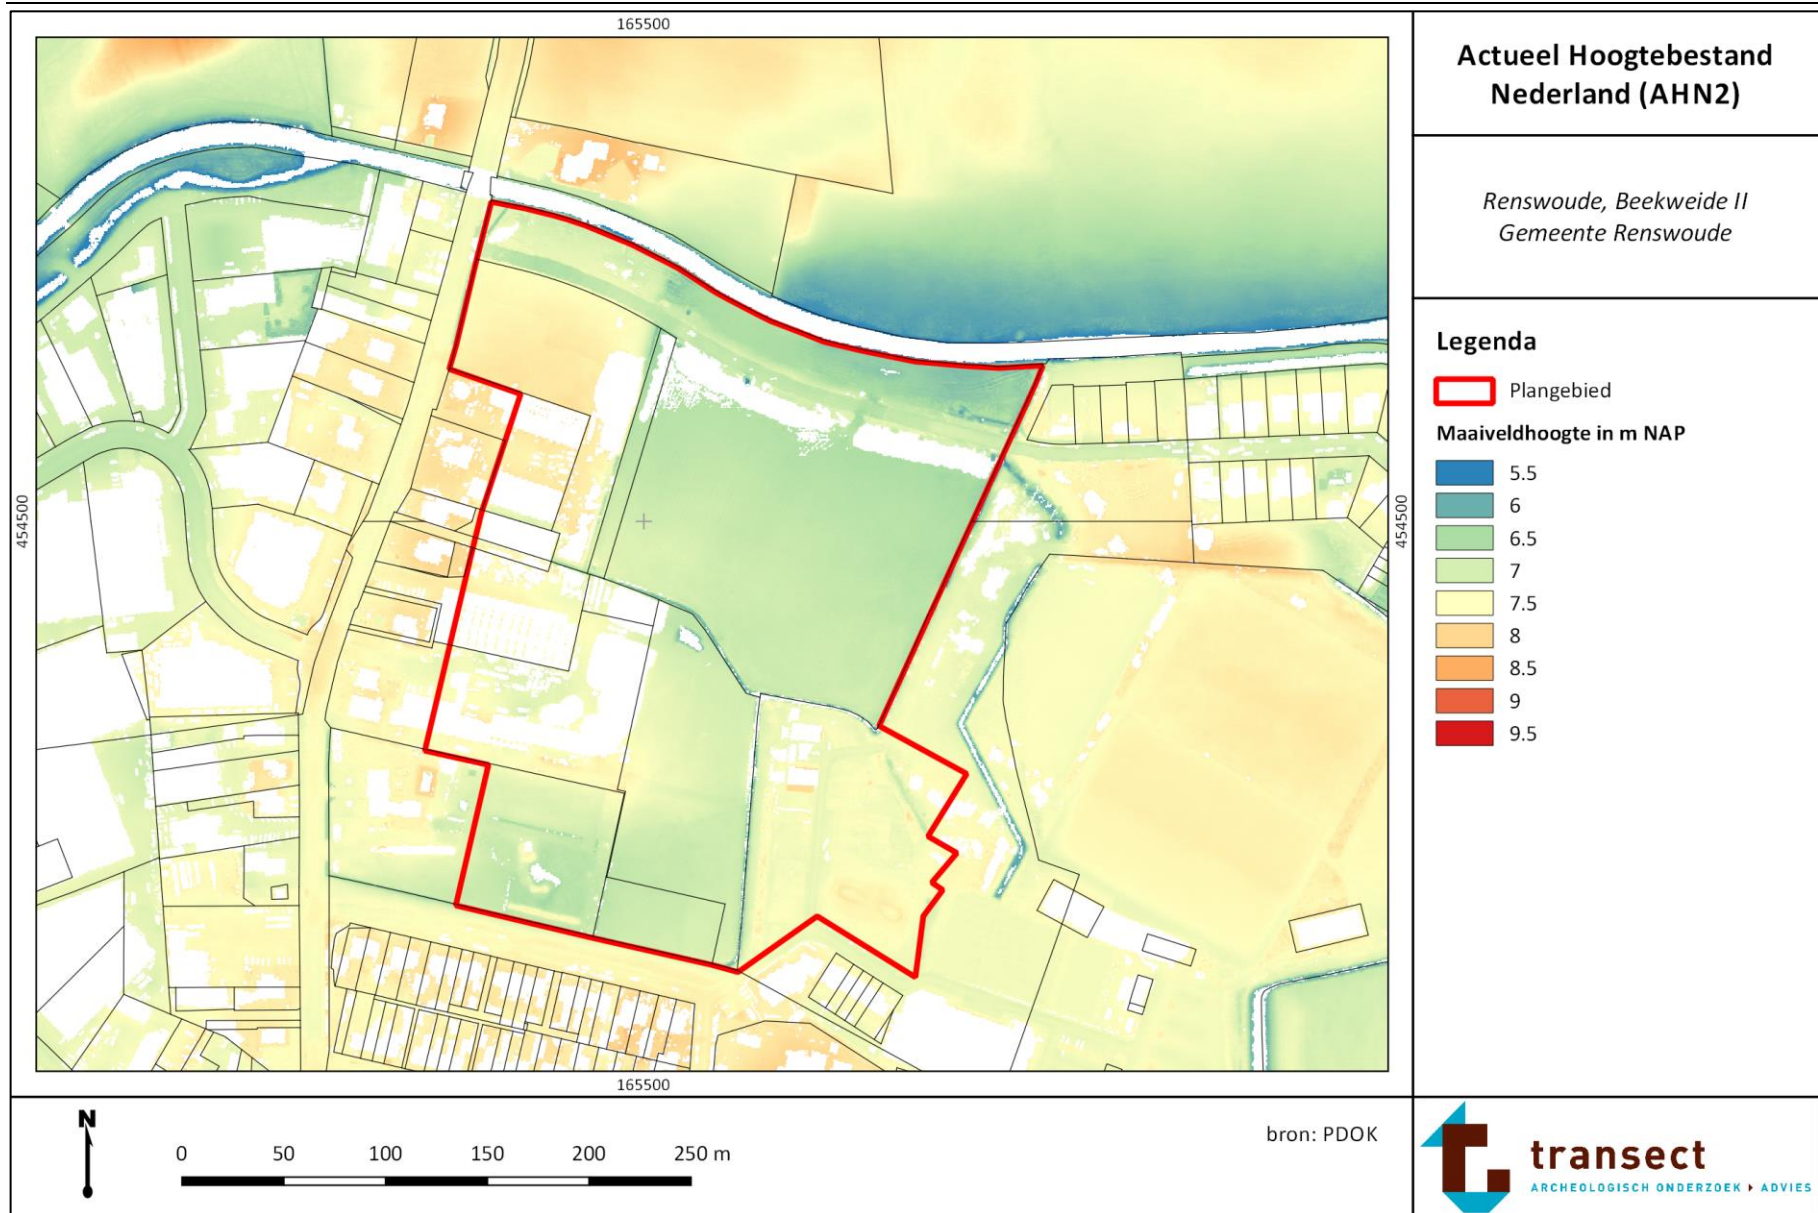 165500
Actueel Hoogtebestand
Nederland (AHN2)
Renswoude, Beekweide II
Gemeente Renswoude
Legenda
Plangebied
Maaiveldhoogte in m NAP
5.5
6
6.5
7
7.5
8
8.5
9
9.5
454500
454500
165500
N
0 50 100 150 200 250 m
bron: PDOK
transect
ARCHEOLOGISCH ONDERZOEK ▸ ADVIES